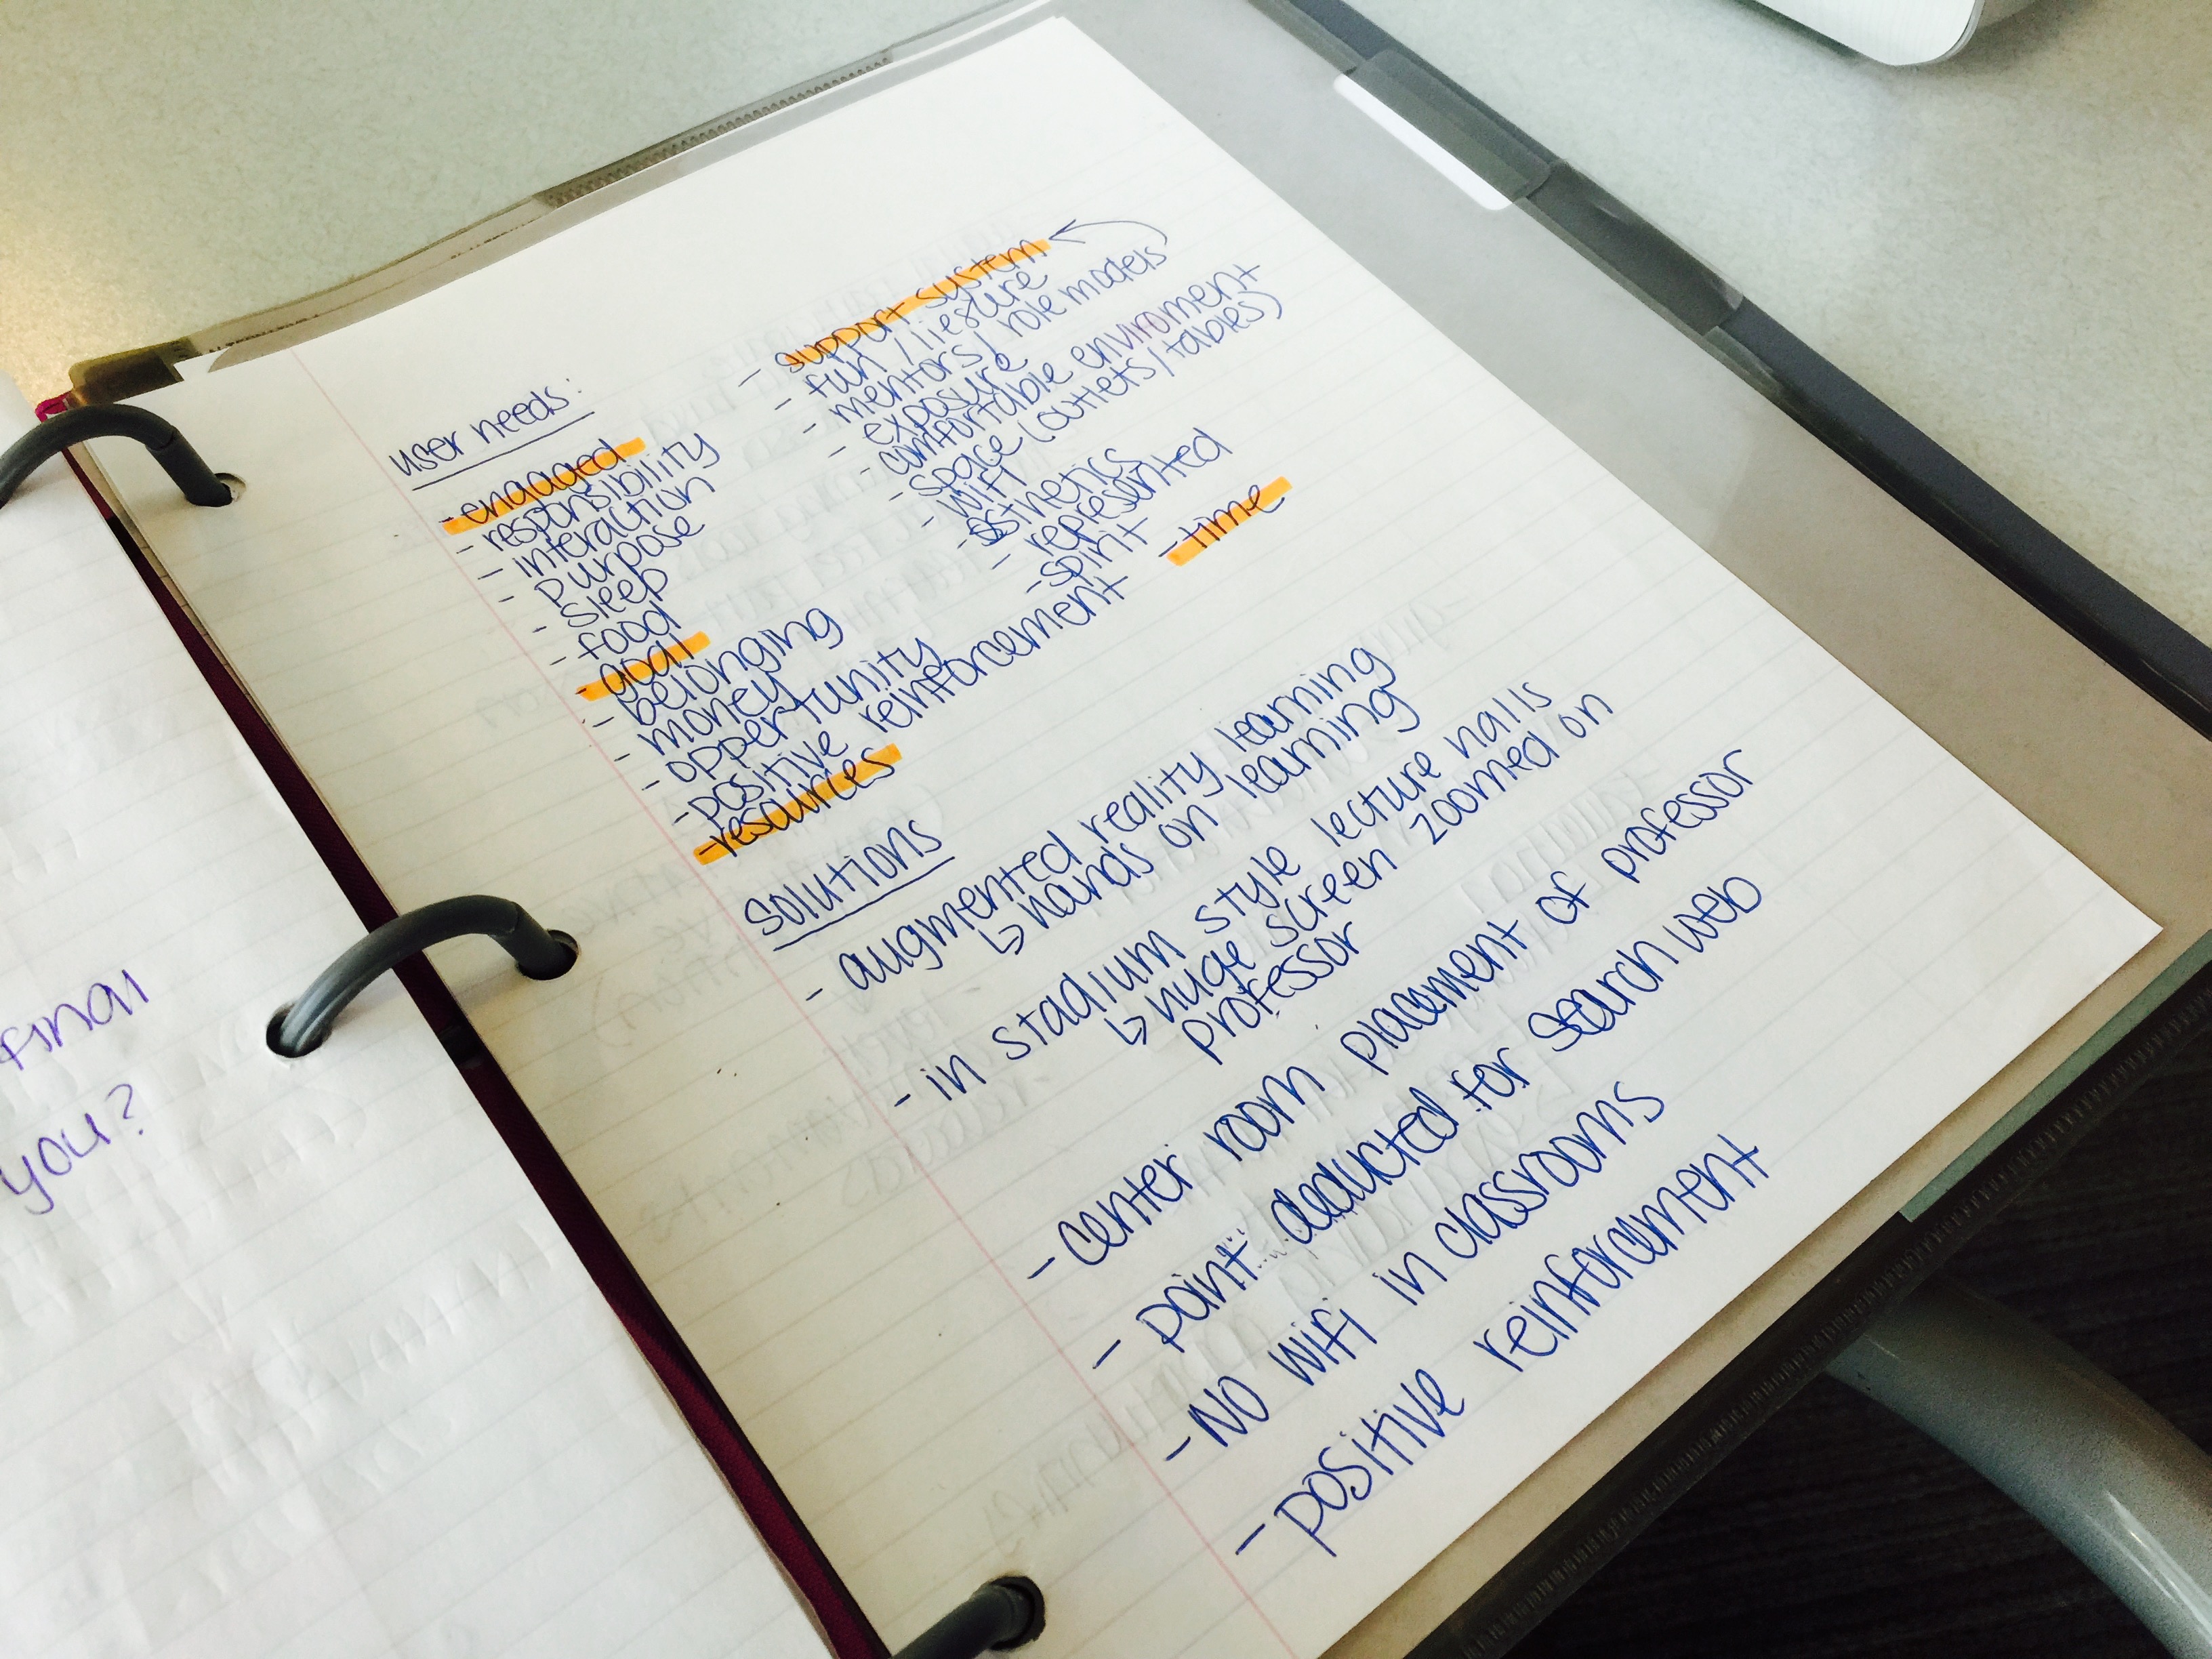 user needs:
- engaged
- responsibility
- interaction
- purpose
- sleep
- food
- goal
- belonging
- money
- oppertunity
- positive reinforcement
- resources
- support system
- fun / liesure
- mentors / role models
- exposure
- comfortable enviroment
- space (outlets / tables)
- wifi
- asthetics
- represented
- spirit
- time
solutions
- augmented reality learning
↳ hands on learning
- in stadium style lecture halls
↳ huge screen zoomed on
professor
- center room placement of professor
- point deducted for search web
- NO wifi in classrooms
- positive reinforcement
final
you?